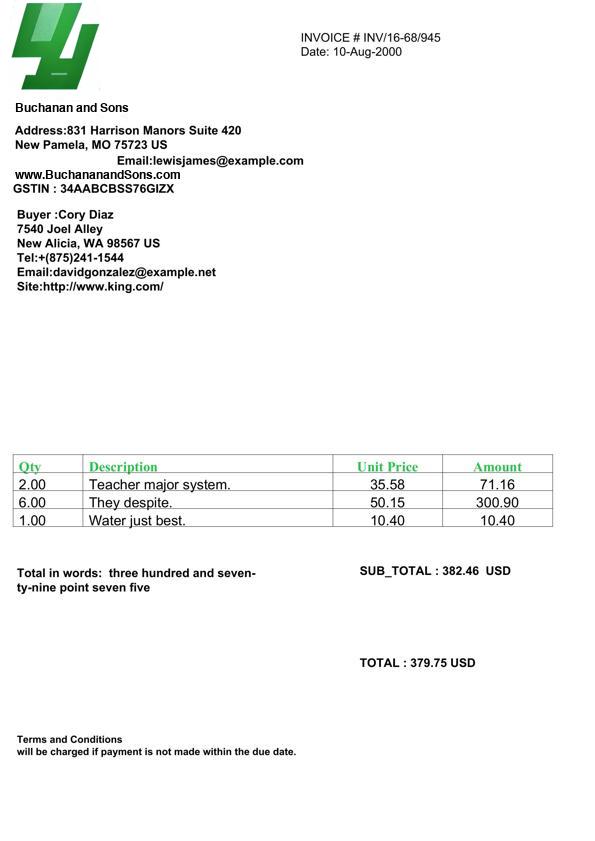 INVOICE # INV/16-68/945
Date: 10-Aug-2000
Buchanan and Sons
Address:831 Harrison Manors Suite 420
New Pamela, MO 75723 US
Email:lewisjames@example.com
www.BuchananandSons.com
GSTIN : 34AABCBSS76GIZX
Buyer :Cory Diaz
7540 Joel Alley
New Alicia, WA 98567 US
Tel:+(875)241-1544
Email:davidgonzalez@example.net
Site:http://www.king.com/
Qty Description Unit Price Amount
2.00 Teacher major system. 35.58 71.16
6.00 They despite. 50.15 300.90
1.00 Water just best. 10.40 10.40
Total in words: three hundred and seven-
ty-nine point seven five
SUB_TOTAL : 382.46 USD
TOTAL : 379.75 USD
Terms and Conditions
will be charged if payment is not made within the due date.